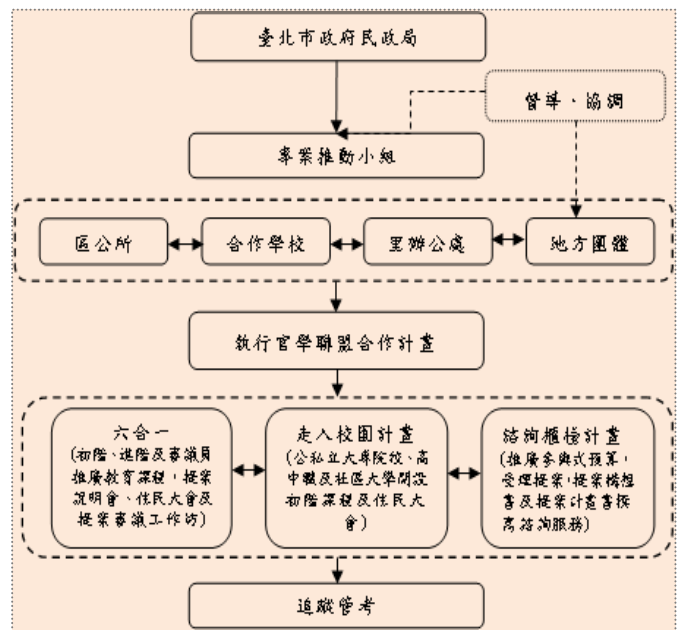 臺北市政府民政局
督導、協調
專案推動小組
區公所
合作學校
里辦公處
地方團體
執行官學聯盟合作計畫
六合一
(初階、進階及審議員
推廣教育課程，提案
說明會、住民大會及
提案審議工作坊)
走入校園計畫
(公私立大專院校、高
中職及社區大學開設
初階課程及住民大
會)
諮詢櫃檯計畫
(推廣參與式預算，
受理提案，提案構想
書及提案計畫書撰
寫諮詢服務)
追蹤管考